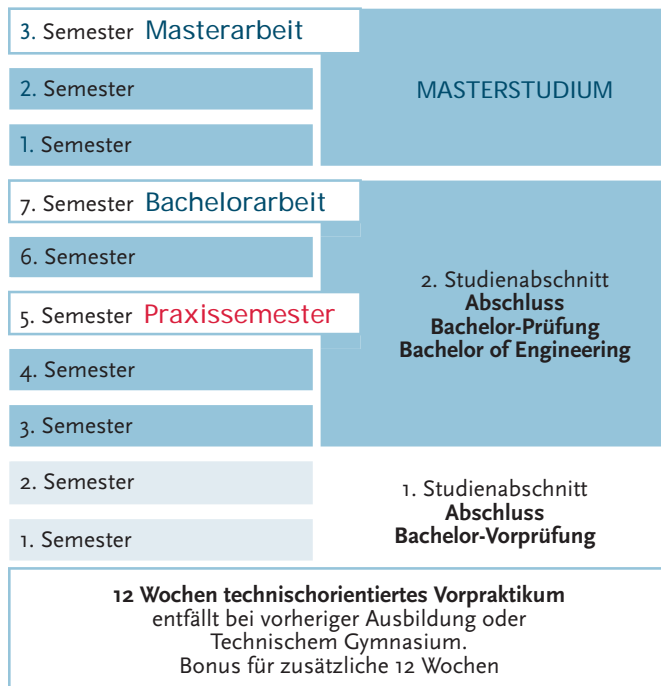 3. Semester Masterarbeit
2. Semester
MASTERSTUDIUM
1. Semester
7. Semester Bachelorarbeit
6. Semester
5. Semester Praxissemester
4. Semester
3. Semester
2. Studienabschnitt
Abschluss
Bachelor-Prüfung
Bachelor of Engineering
2. Semester
1. Semester
1. Studienabschnitt
Abschluss
Bachelor-Vorprüfung
12 Wochen technischorientiertes Vorpraktikum
entfällt bei vorheriger Ausbildung oder
Technischem Gymnasium.
Bonus für zusätzliche 12 Wochen